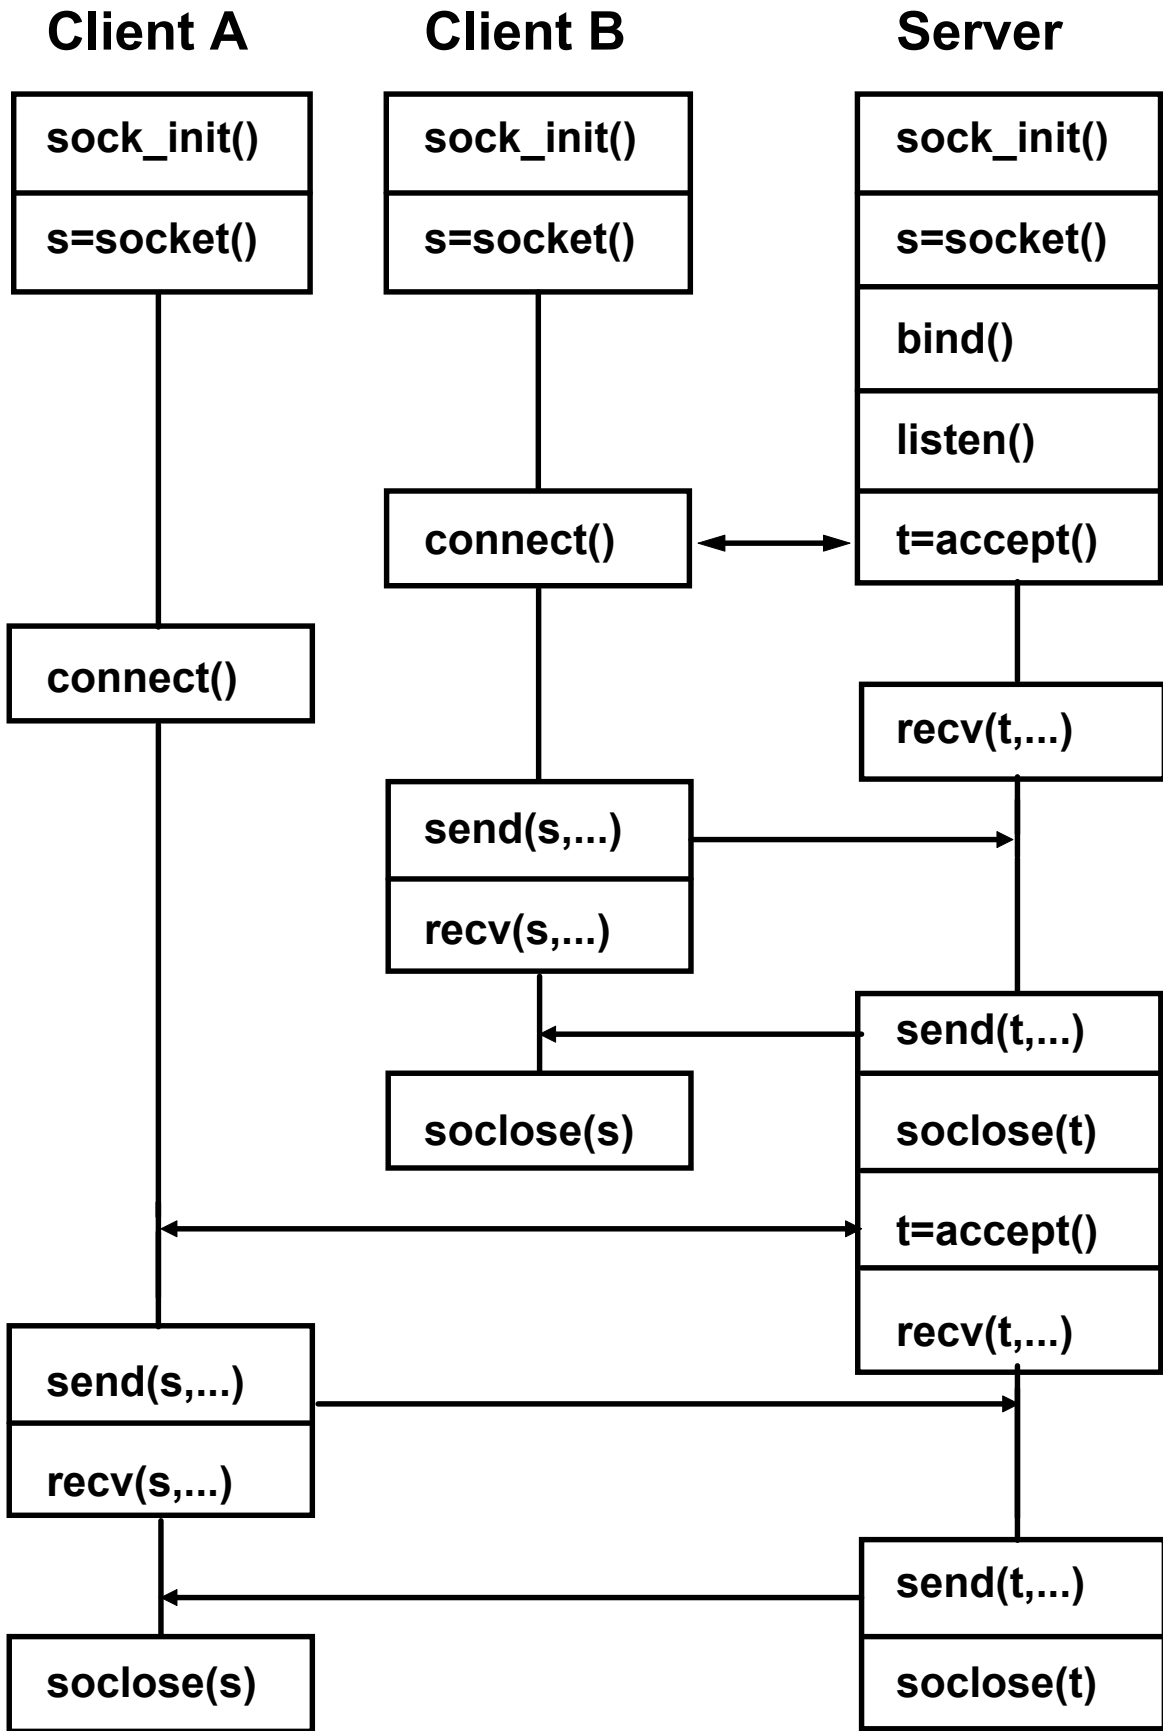 Client A
Client B
Server
sock_init()
sock_init()
sock_init()
s=socket()
s=socket()
s=socket()
bind()
listen()
connect()
t=accept()
connect()
recv(t,...)
send(s,...)
recv(s,...)
send(t,...)
soclose(s)
soclose(t)
t=accept()
recv(t,...)
send(s,...)
recv(s,...)
send(t,...)
soclose(s)
soclose(t)